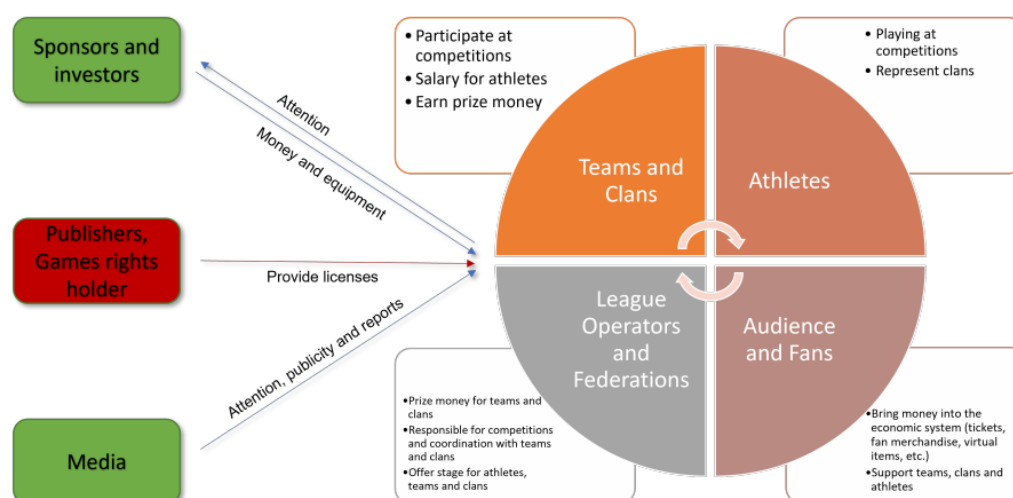 Sponsors and
investors
Attention
Money and equipment
Publishers,
Games rights
holder
Provide licenses
Attention, publicity and reports
Media
• Participate at
competitions
• Salary for athletes
• Earn prize money
Teams and
Clans
• Playing at
competitions
• Represent clans
Athletes
League
Operators
and
Federations
•Prize money for teams and
clans
•Responsible for competitions
and coordination with teams
and clans
•Offer stage for athletes,
teams and clans
Audience
and Fans
•Bring money into the
economic system (tickets,
fan merchandise, virtual
items, etc.)
•Support teams, clans and
athletes